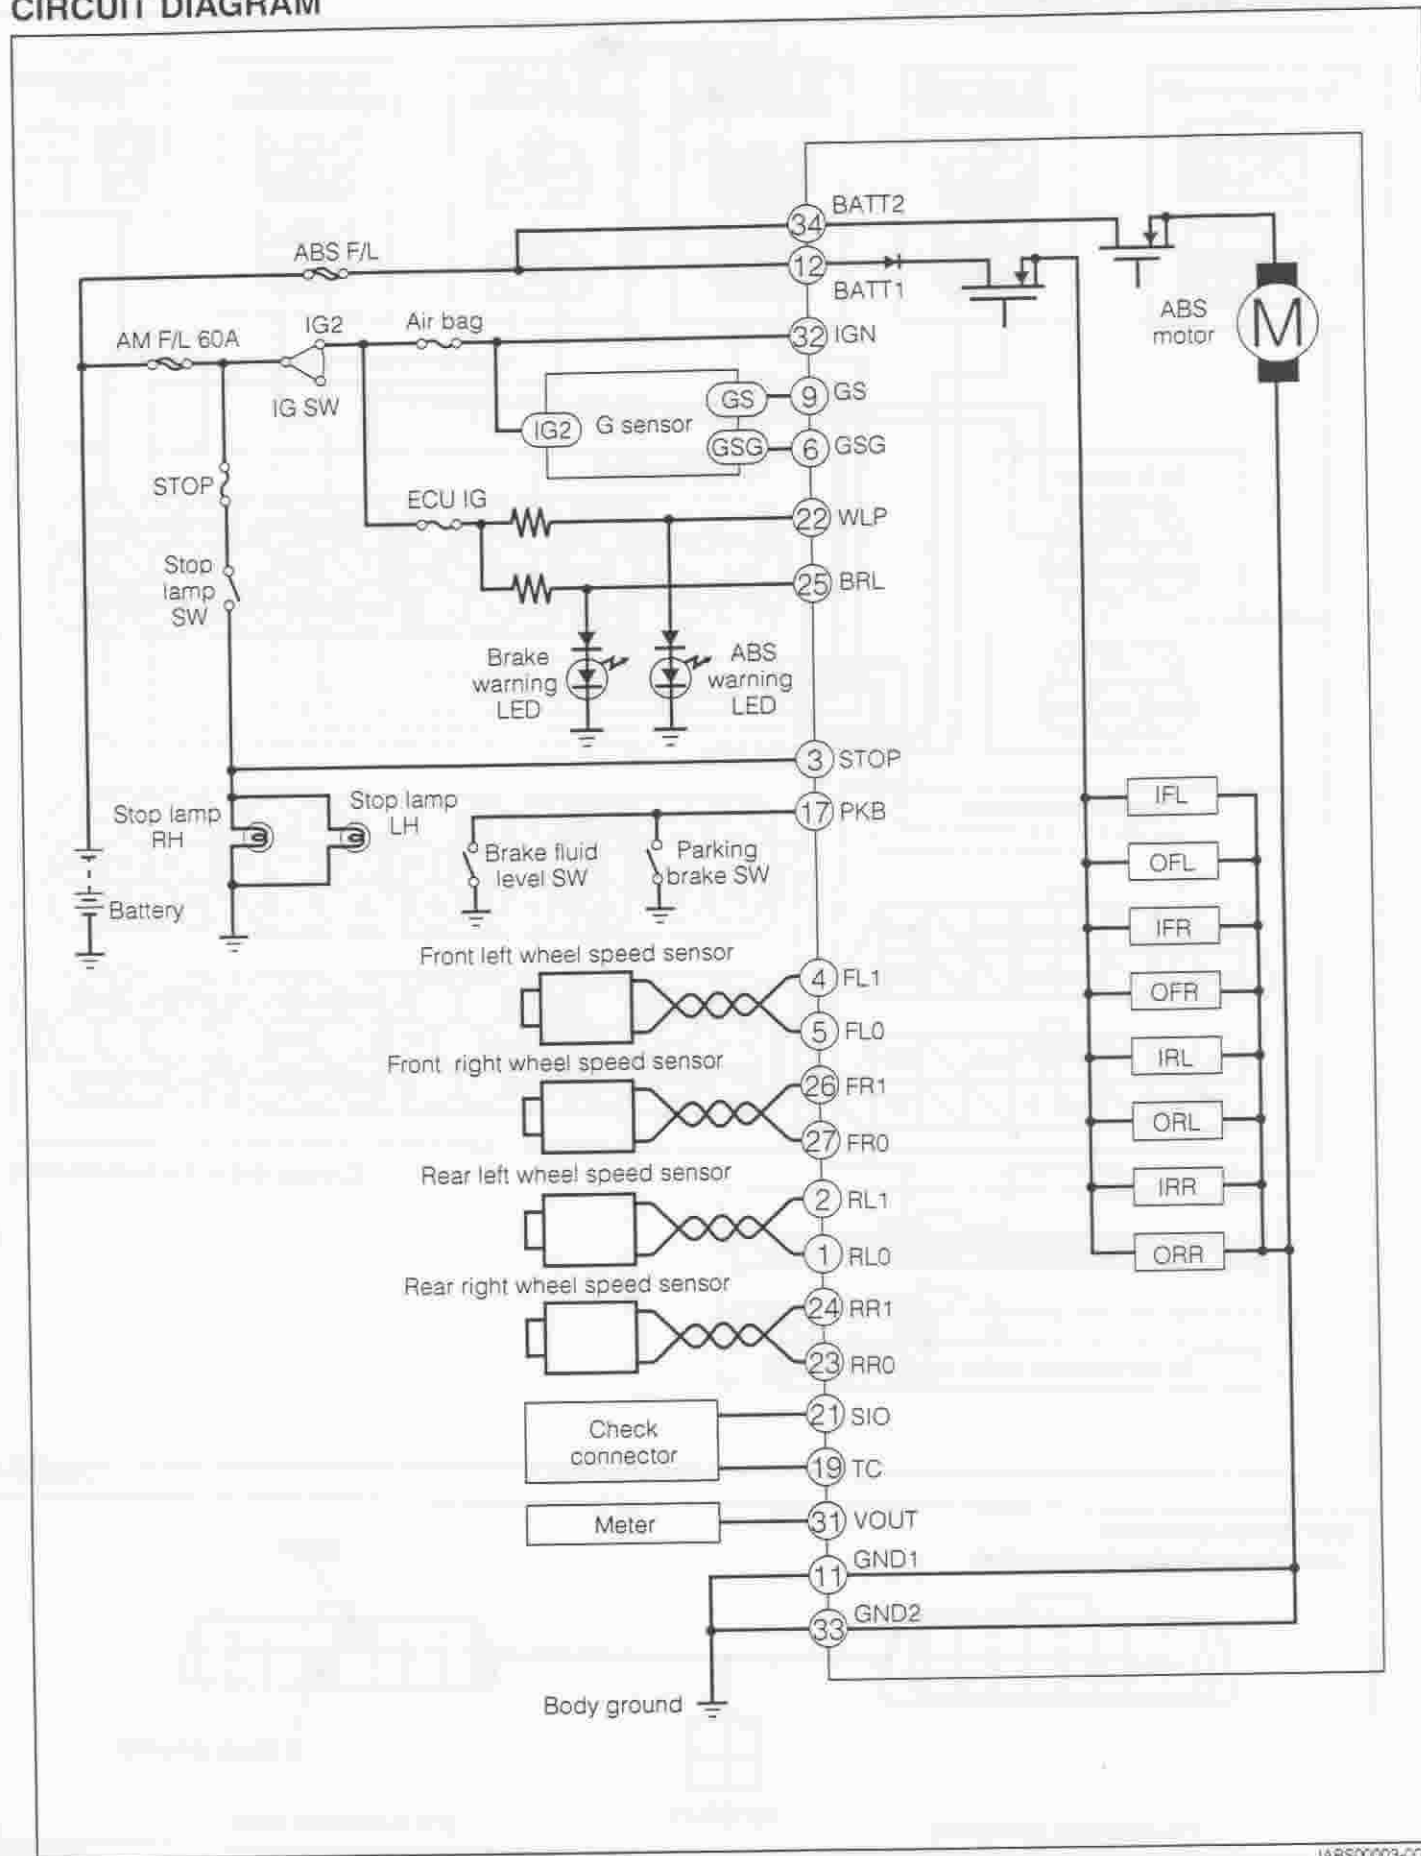 CIRCUIT DIAGRAM
34 BATT2
ABS F/L
12
BATT1
ABS
motor
M
AM F/L 60A
IG2
Air bag
32 IGN
IG SW
IG2 G sensor
GS
9 GS
GSG
6 GSG
STOP
ECU IG
22 WLP
Stop
lamp
SW
25 BRL
Brake
warning
LED
ABS
warning
LED
3 STOP
Stop lamp
RH
Stop lamp
LH
17 PKB
IFL
Brake fluid
level SW
Parking
brake SW
OFL
Battery
IFR
Front left wheel speed sensor
4 FL1
OFR
5 FL0
Front right wheel speed sensor
IRL
26 FR1
ORL
27 FR0
Rear left wheel speed sensor
IRR
2 RL1
1 RL0
ORR
Rear right wheel speed sensor
24 RR1
23 RR0
Check
connector
21 SIO
19 TC
Meter
31 VOUT
11 GND1
33 GND2
Body ground